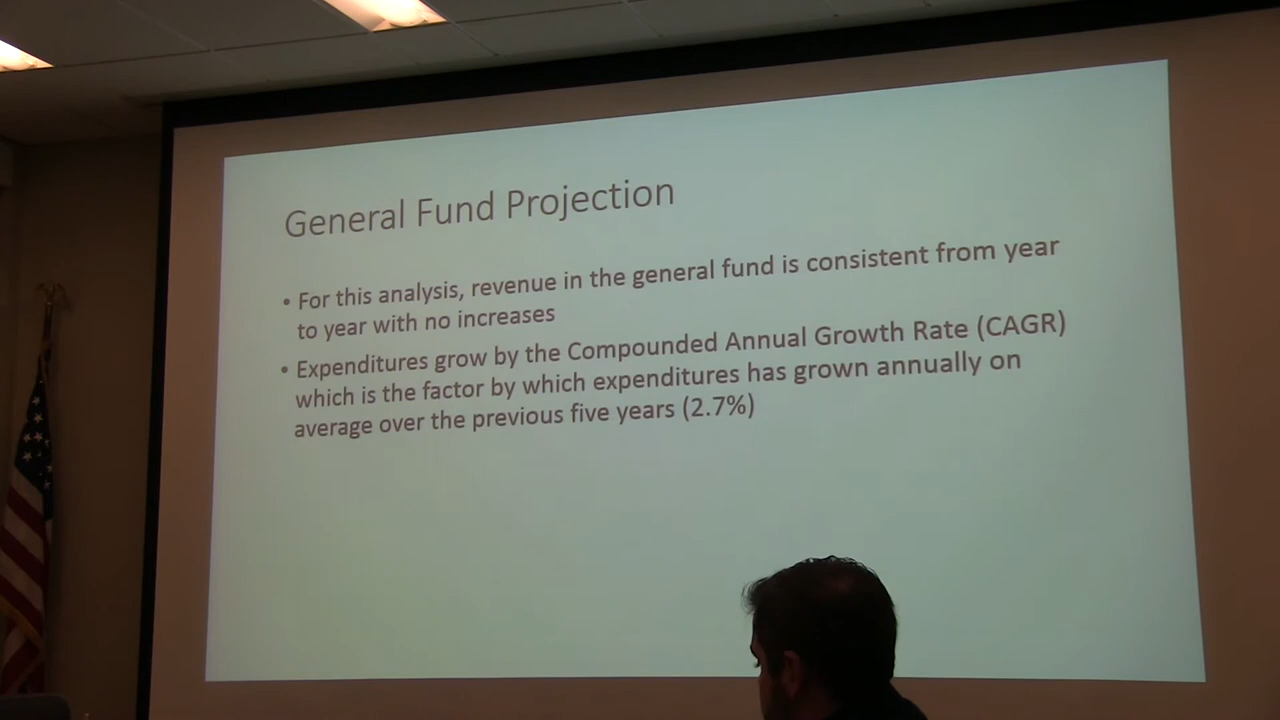 General Fund Projection
• For this analysis, revenue in the general fund is consistent from year
to year with no increases
• Expenditures grow by the Compounded Annual Growth Rate (CAGR)
which is the factor by which expenditures has grown annually on
average over the previous five years (2.7%)